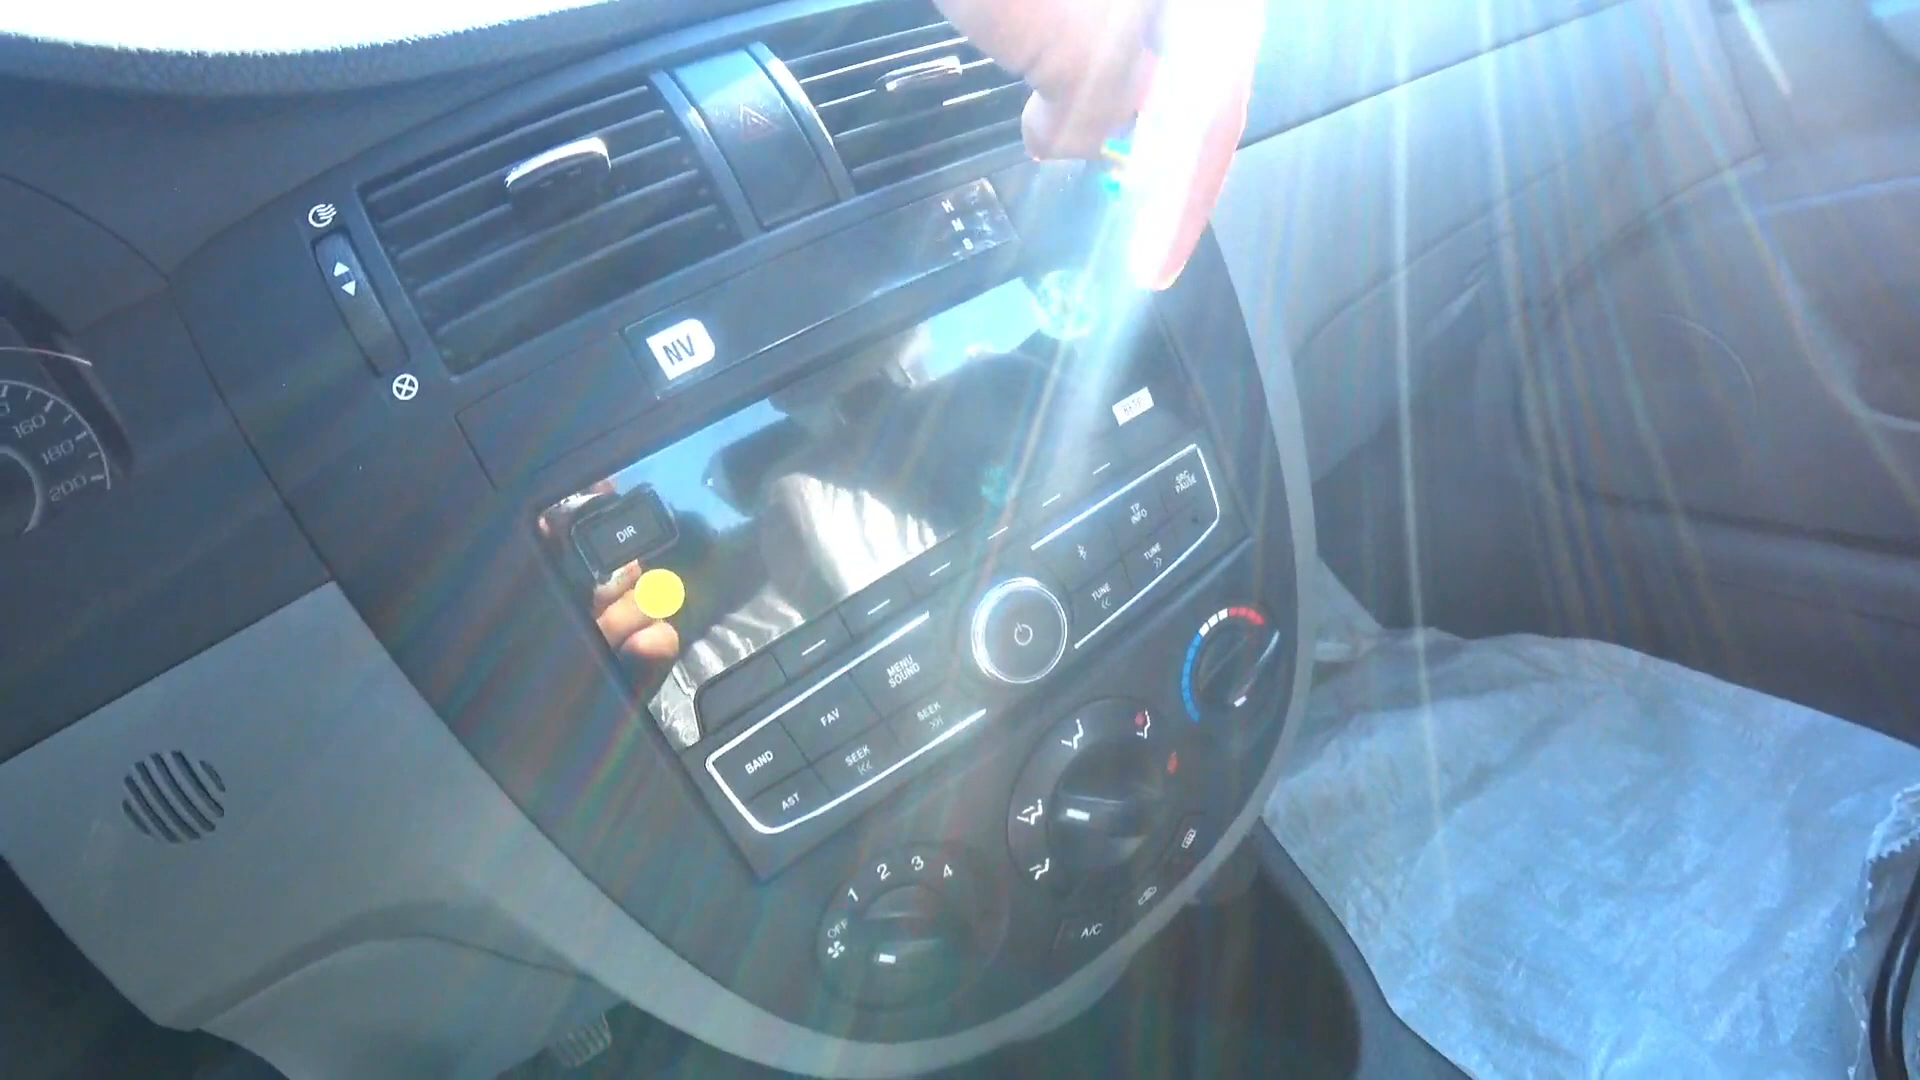 NV
160
180
200
DIR
SRC
PAUSE
TP
INFO
TUNE
TUNE
MENU
SOUND
FAV
SEEK
BAND
SEEK
AST
1 2 3 4
OFF
A/C